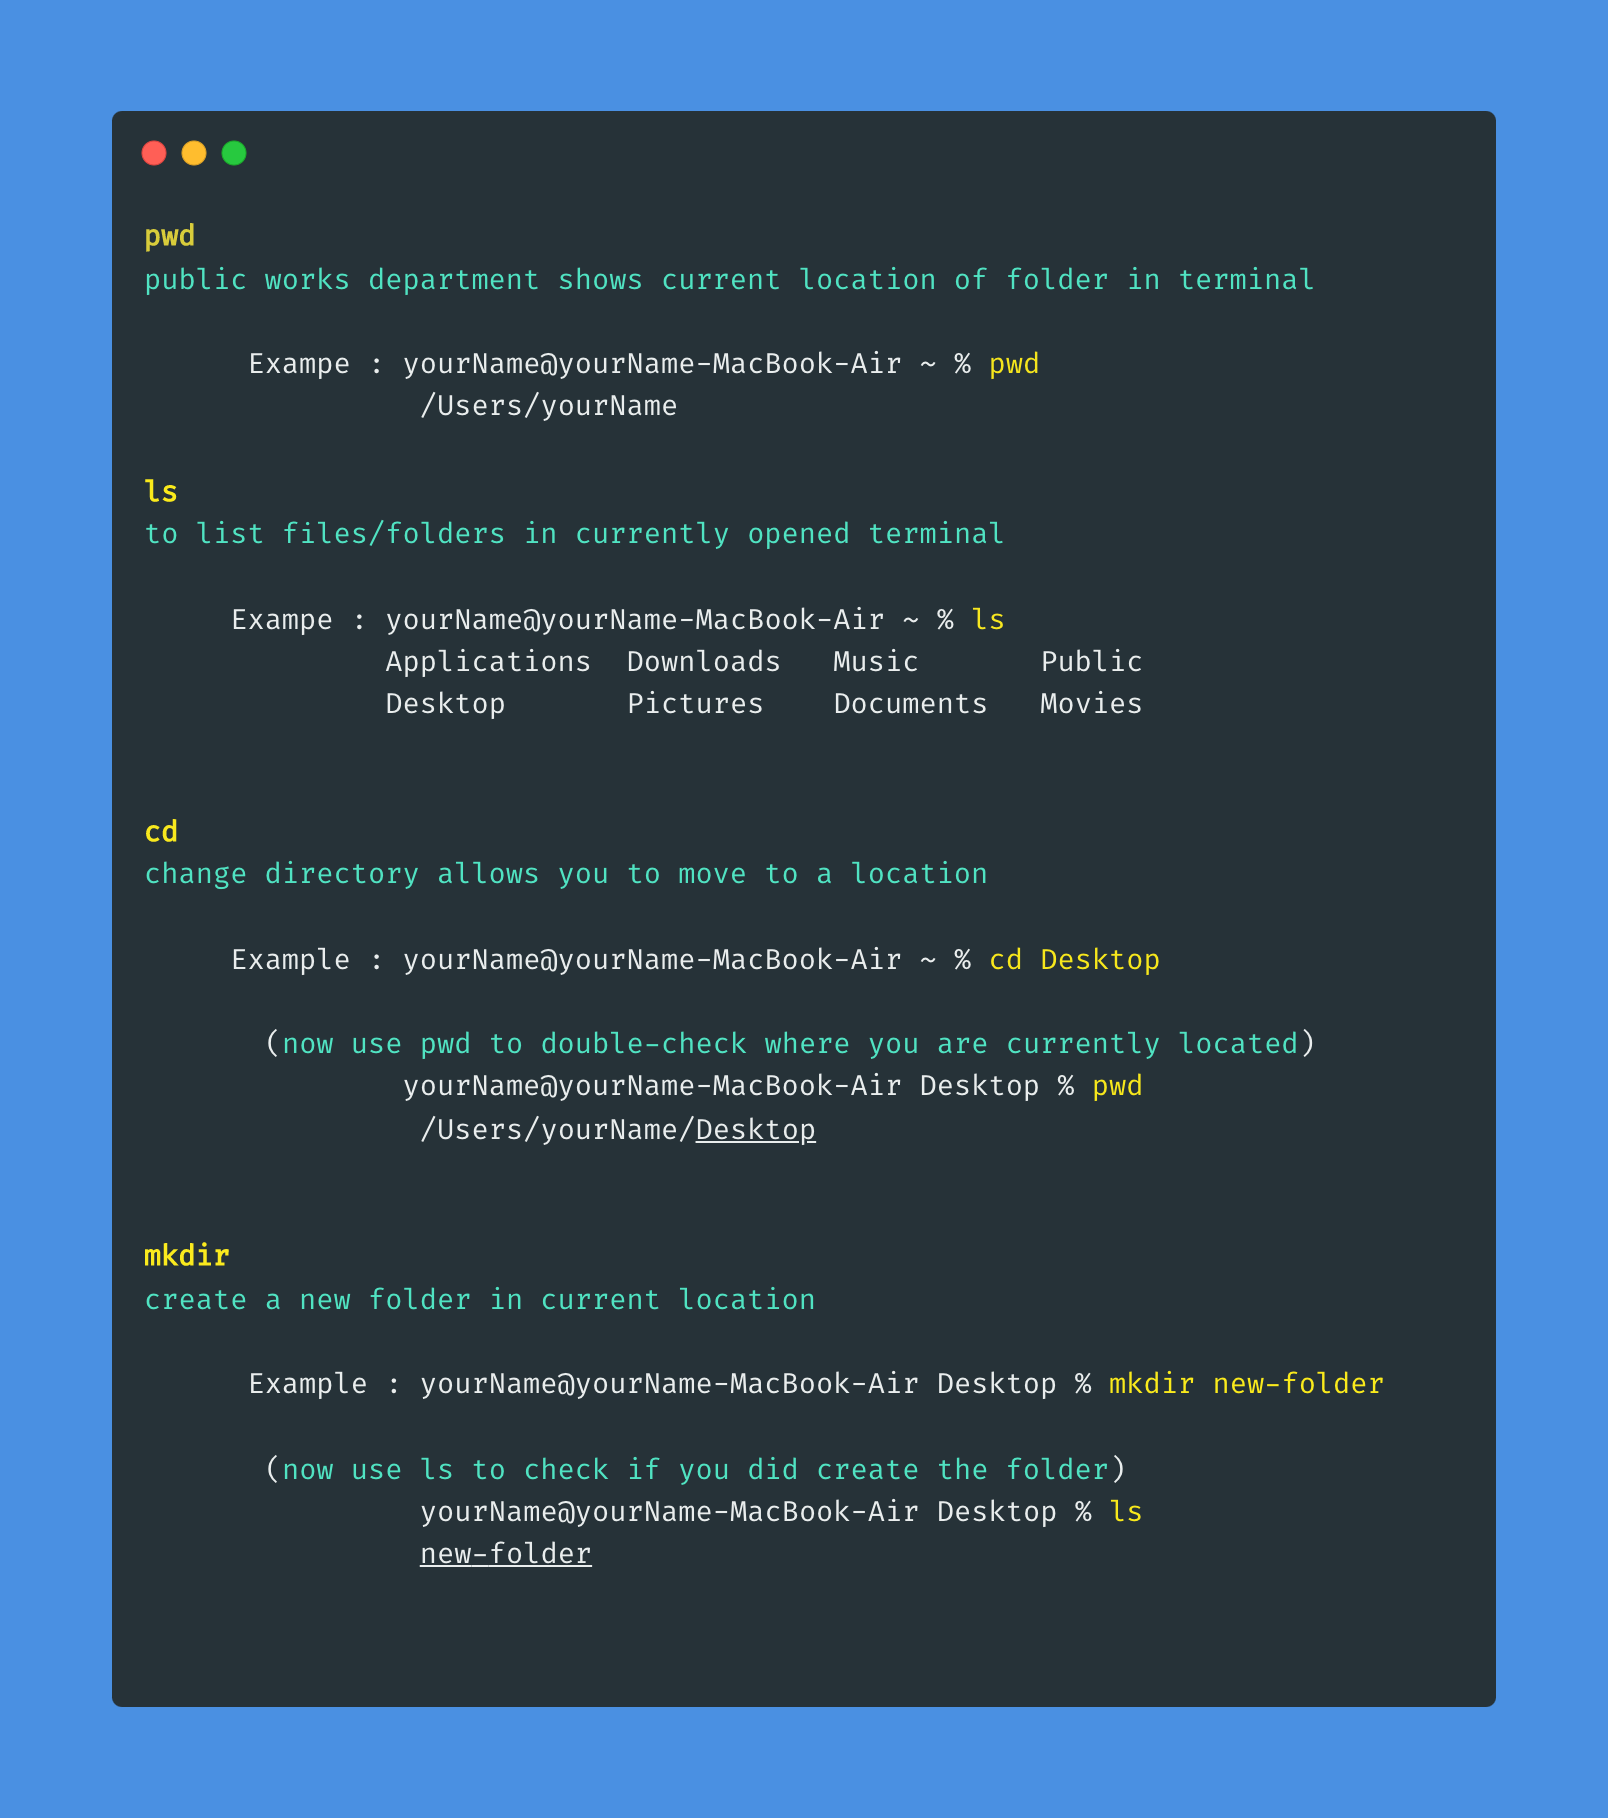 pwd
public works department shows current location of folder in terminal
Exampe : yourName@yourName-MacBook-Air ~ % pwd
/Users/yourName
ls
to list files/folders in currently opened terminal
Exampe : yourName@yourName-MacBook-Air ~ % ls
Applications  Downloads   Music       Public
Desktop       Pictures    Documents   Movies
cd
change directory allows you to move to a location
Example : yourName@yourName-MacBook-Air ~ % cd Desktop
(now use pwd to double-check where you are currently located)
yourName@yourName-MacBook-Air Desktop % pwd
/Users/yourName/Desktop
mkdir
create a new folder in current location
Example : yourName@yourName-MacBook-Air Desktop % mkdir new-folder
(now use ls to check if you did create the folder)
yourName@yourName-MacBook-Air Desktop % ls
new-folder